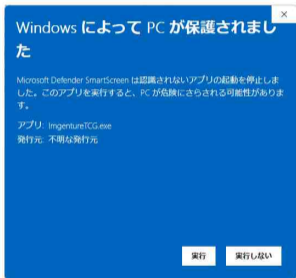 Windows によって PC が保護されまし
た
Microsoft Defender SmartScreen は認識されないアプリの起動を停止しま
した。このアプリを実行すると、PC が危険にさらされる可能性がありま
す。
アプリ: ImgentureTCG.exe
発行元: 不明な発行元
実行
実行しない